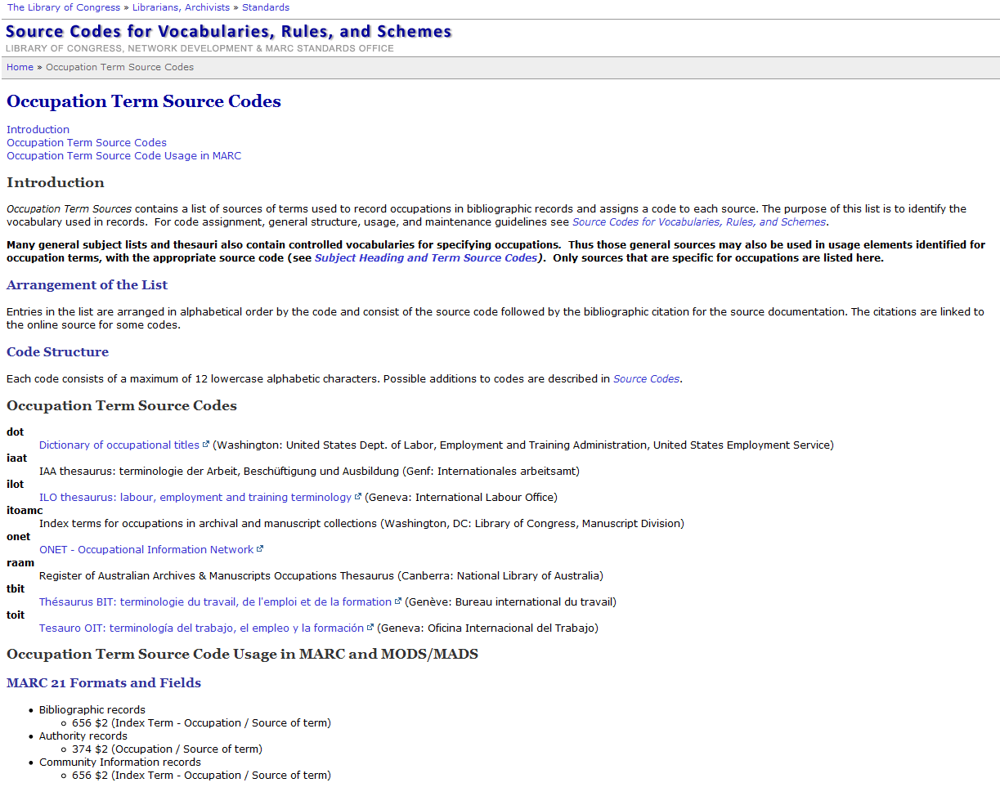 The Library of Congress » Librarians, Archivists » Standards
Source Codes for Vocabularies, Rules, and Schemes
LIBRARY OF CONGRESS, NETWORK DEVELOPMENT & MARC STANDARDS OFFICE
Home » Occupation Term Source Codes
Occupation Term Source Codes
Introduction
Occupation Term Source Codes
Occupation Term Source Code Usage in MARC
Introduction
Occupation Term Sources contains a list of sources of terms used to record occupations in bibliographic records and assigns a code to each source. The purpose of this list is to identify the
vocabulary used in records.  For code assignment, general structure, usage, and maintenance guidelines see Source Codes for Vocabularies, Rules, and Schemes.
Many general subject lists and thesauri also contain controlled vocabularies for specifying occupations.  Thus those general sources may also be used in usage elements identified for
occupation terms, with the appropriate source code (see Subject Heading and Term Source Codes).  Only sources that are specific for occupations are listed here.
Arrangement of the List
Entries in the list are arranged in alphabetical order by the code and consist of the source code followed by the bibliographic citation for the source documentation. The citations are linked to
the online source for some codes.
Code Structure
Each code consists of a maximum of 12 lowercase alphabetic characters. Possible additions to codes are described in Source Codes.
Occupation Term Source Codes
dot
Dictionary of occupational titles (Washington: United States Dept. of Labor, Employment and Training Administration, United States Employment Service)
iaat
IAA thesaurus: terminologie der Arbeit, Beschüftigung und Ausbildung (Genf: Internationales arbeitsamt)
ilot
ILO thesaurus: labour, employment and training terminology (Geneva: International Labour Office)
itoamc
Index terms for occupations in archival and manuscript collections (Washington, DC: Library of Congress, Manuscript Division)
onet
ONET - Occupational Information Network
raam
Register of Australian Archives & Manuscripts Occupations Thesaurus (Canberra: National Library of Australia)
tbit
Thésaurus BIT: terminologie du travail, de l'emploi et de la formation (Genève: Bureau international du travail)
toit
Tesauro OIT: terminología del trabajo, el empleo y la formación (Geneva: Oficina Internacional del Trabajo)
Occupation Term Source Code Usage in MARC and MODS/MADS
MARC 21 Formats and Fields
• Bibliographic records
○ 656 $2 (Index Term - Occupation / Source of term)
• Authority records
○ 374 $2 (Occupation / Source of term)
• Community Information records
○ 656 $2 (Index Term - Occupation / Source of term)